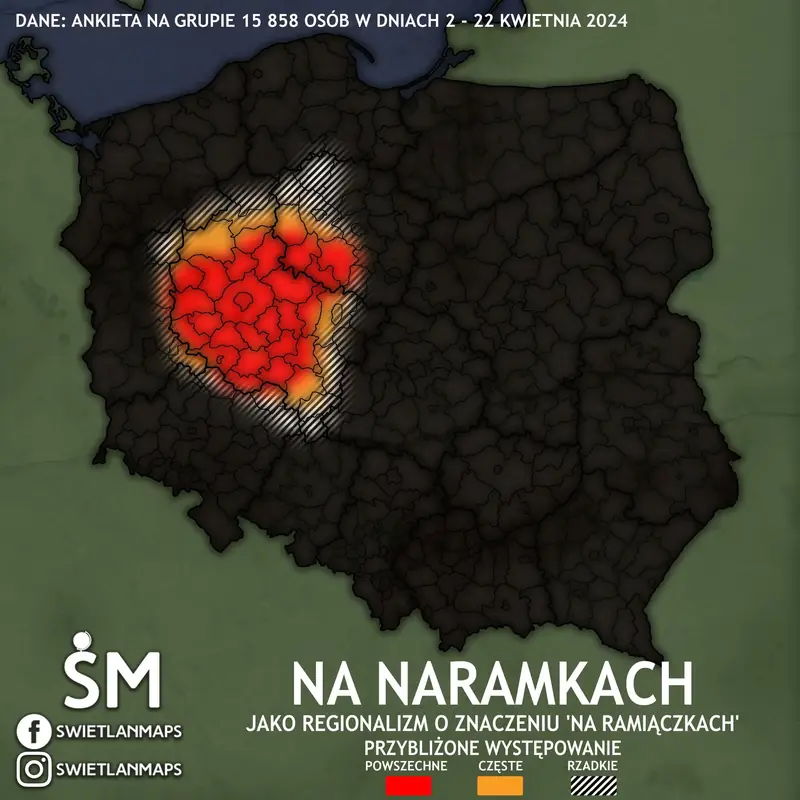 DANE: ANKIETA NA GRUPIE 15 858 OSÓB W DNIACH 2 - 22 KWIETNIA 2024
ŚM
NA NARAMKACH
JAKO REGIONALIZM O ZNACZENIU 'NA RAMIĄCZKACH'
PRZYBLIŻONE WYSTĘPOWANIE
POWSZECHNE CZĘSTE RZADKIE
SWIETLANMAPS
SWIETLANMAPS